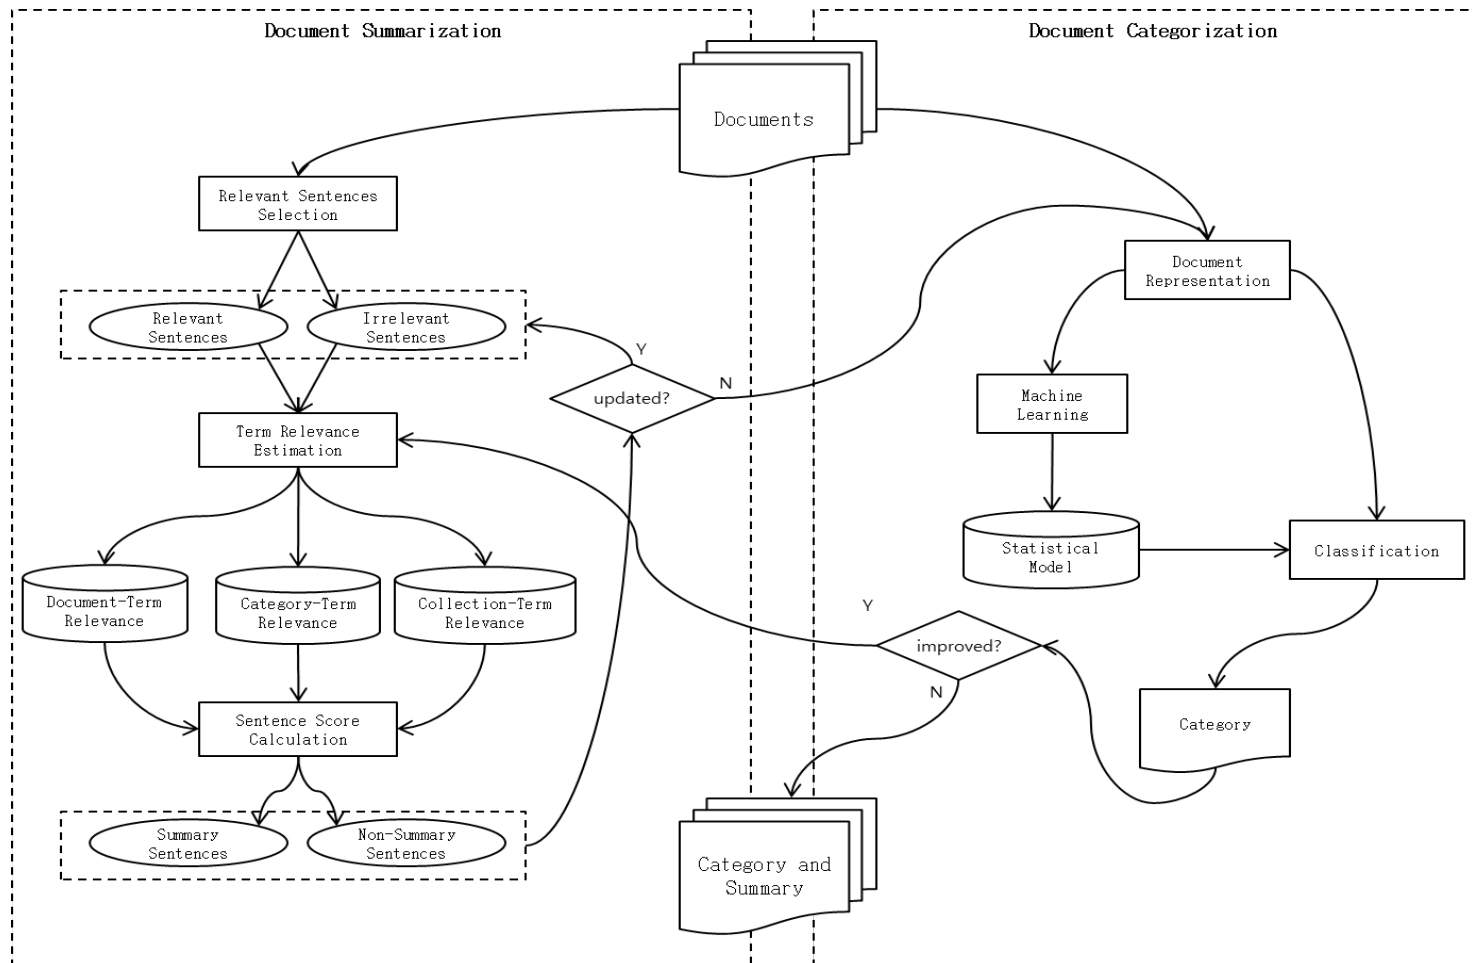 Document Summarization
Document Categorization
Documents
Relevant Sentences
Selection
Document
Representation
Relevant
Sentences
Irrelevant
Sentences
Y
updated?
N
Machine
Learning
Term Relevance
Estimation
Statistical
Model
Classification
Document-Term
Relevance
Category-Term
Relevance
Collection-Term
Relevance
Y
improved?
N
Sentence Score
Calculation
Category
Summary
Sentences
Non-Summary
Sentences
Category and
Summary